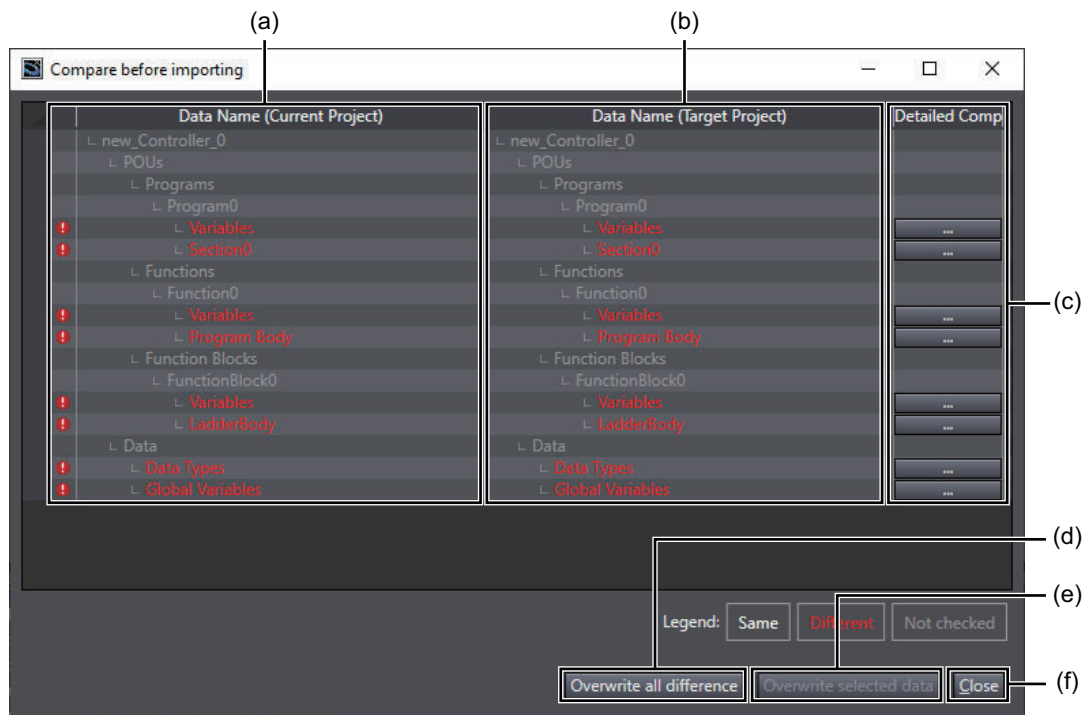 (a) (b)
Compare before importing
Data Name (Current Project) Data Name (Target Project) Detailed Comp
new_Controller_0 new_Controller_0
POUs POUs
Programs Programs
Program0 Program0
Variables Variables ...
Section0 Section0 ...
Functions Functions
Function0 Function0
(c)
Variables Variables ...
Program Body Program Body ...
Function Blocks Function Blocks
FunctionBlock0 FunctionBlock0
Variables Variables ...
LadderBody LadderBody ...
Data Data
Data Types Data Types ...
Global Variables Global Variables ...
(d)
(e)
Legend: Same Different Not checked
Overwrite all difference Overwrite selected data Close (f)